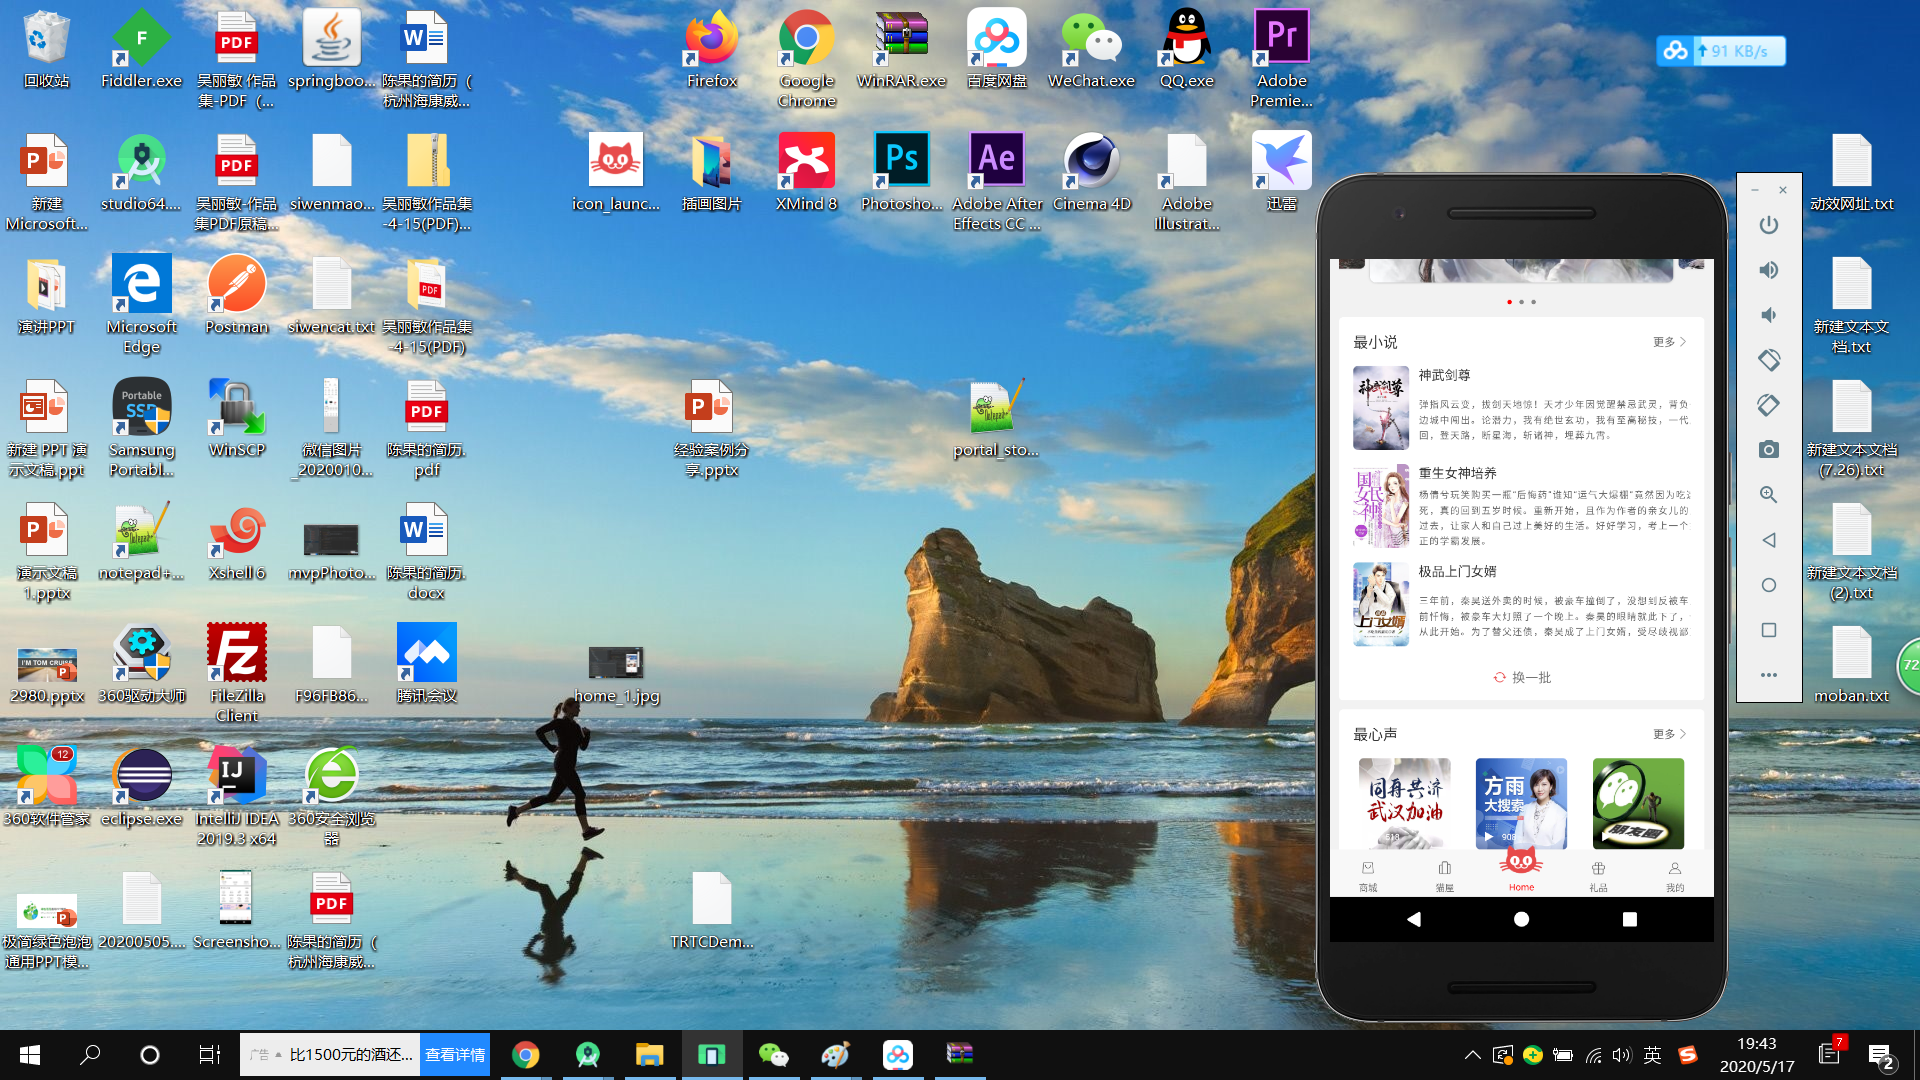 回收站
Fiddler.exe
吴丽敏 作品
集-PDF（...
springboo...
陈果的简历（
杭州海康威...
Firefox
Google
Chrome
WinRAR.exe
百度网盘
WeChat.exe
QQ.exe
Adobe
Premie...
91 KB/s
新建
Microsoft...
studio64....
吴丽敏-作品
集PDF原稿...
siwenmao...
吴丽敏作品集
-4-15(PDF)...
icon_launc...
插画图片
XMind 8
Photosho...
Adobe After
Effects CC ...
Cinema 4D
Adobe
Illustrat...
迅雷
动效网址.txt
演讲PPT
Microsoft
Edge
Postman
siwencat.txt
吴丽敏作品集
-4-15(PDF)
新建文本文
档.txt
新建 PPT 演
示文稿.ppt
Samsung
Portabl...
WinSCP
微信图片
_2020010...
陈果的简历.
pdf
经验案例分
享.pptx
portal_sto...
新建文本文档
(7.26).txt
演示文稿
1.pptx
notepad+...
Xshell 6
mvpPhoto...
陈果的简历.
docx
新建文本文档
(2).txt
2980.pptx
360驱动大师
FileZilla
Client
F96FB86...
腾讯会议
home_1.jpg
moban.txt
72
12
360软件管家
eclipse.exe
IntelliJ IDEA
2019.3 x64
360安全浏览
器
极简绿色泡泡
通用PPT模...
20200505....
Screensho...
陈果的简历（
杭州海康威...
TRTCDem...
最小说
更多
神武剑尊
弹指风云变，拔剑天地惊！天才少年因觉醒禁忌武灵，背负
边城中闯出。论潜力，我有绝世玄功，我有至高秘技，一代
回，登天路，断星海，斩诸神，埋葬九霄。
重生女神培养
杨倩兮玩笑购买一瓶"后悔药"谁知"运气大爆棚"竟然因为吃
死，真的回到五岁时候。重新开始，且作为作者的亲女儿的
过去，让家人和自己过上美好的生活。好好学习，考上一个
正的学霸发展。
极品上门女婿
三年前，秦昊送外卖的时候，被豪车撞倒了，没想到反被车
前忏悔，被豪车大灯照了一个晚上。秦昊的眼睛就此下了，
从此开始。为了替父还债，秦昊成了上门女婿，受尽歧视
换一批
最心声
更多
同舟共济
武汉加油
方雨
大搜索
908
朋友圈
商城
猫屋
Home
礼品
我的
广告
比1500元的酒还...
查看详情
英
19:43
2020/5/17
7
2